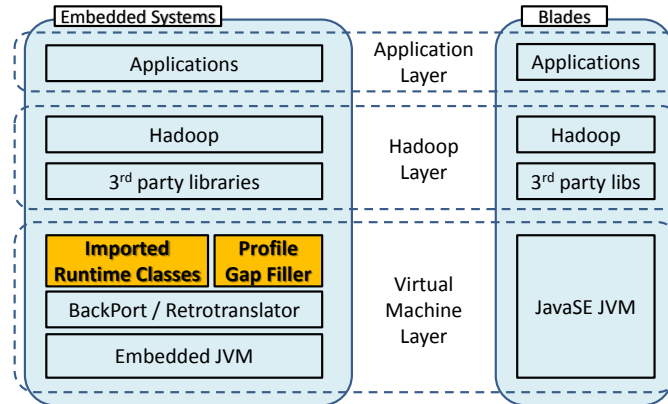 Embedded Systems
Blades
Applications
Application
Layer
Applications
Hadoop
3rd party libraries
Hadoop
Layer
Hadoop
3rd party libs
Imported
Runtime Classes
Profile
Gap Filler
BackPort / Retrotranslator
Embedded JVM
Virtual
Machine
Layer
JavaSE JVM